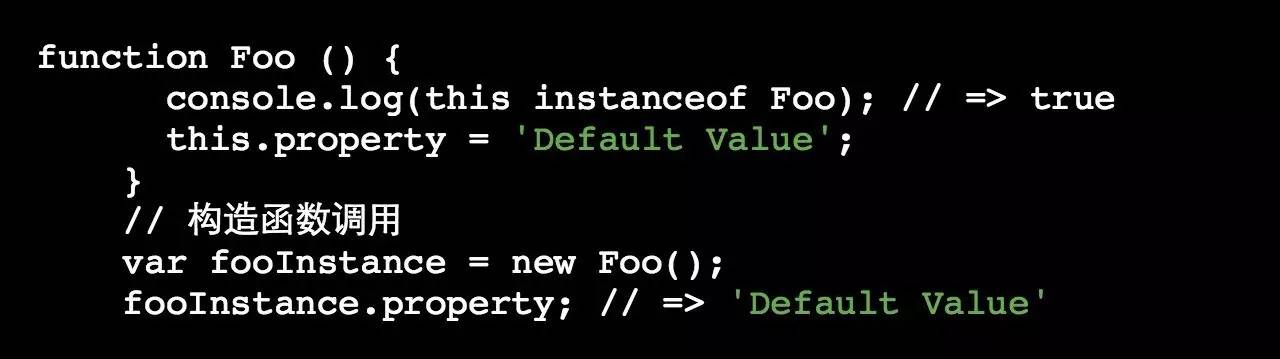 function Foo () {
console.log(this instanceof Foo); // => true
this.property = 'Default Value';
}
// 构造函数调用
var fooInstance = new Foo();
fooInstance.property; // => 'Default Value'